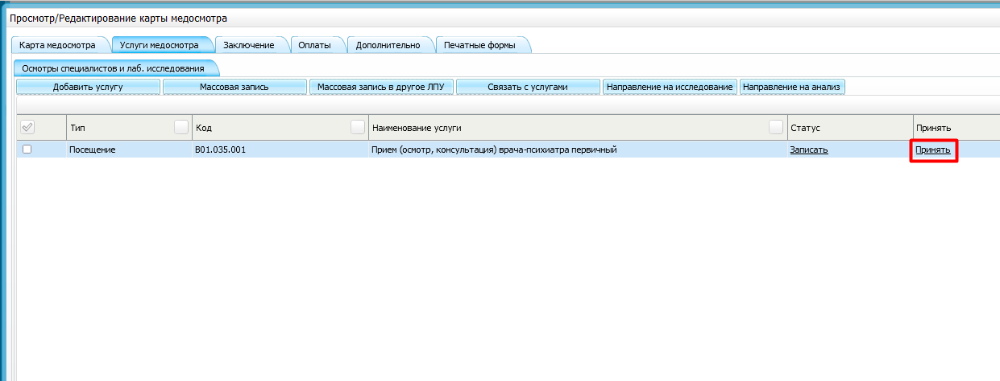 Просмотр/Редактирование карты медосмотра
Карта медосмотра Услуги медосмотра Заключение Оплаты Дополнительно Печатные формы
Осмотры специалистов и лаб. исследования
Добавить услугу Массовая запись Массовая запись в другое ЛПУ Связать с услугами Направление на исследование Направление на анализ
Тип Код Наименование услуги Статус Принять
Посещение B01.035.001 Прием (осмотр, консультация) врача-психиатра первичный Записать Принять